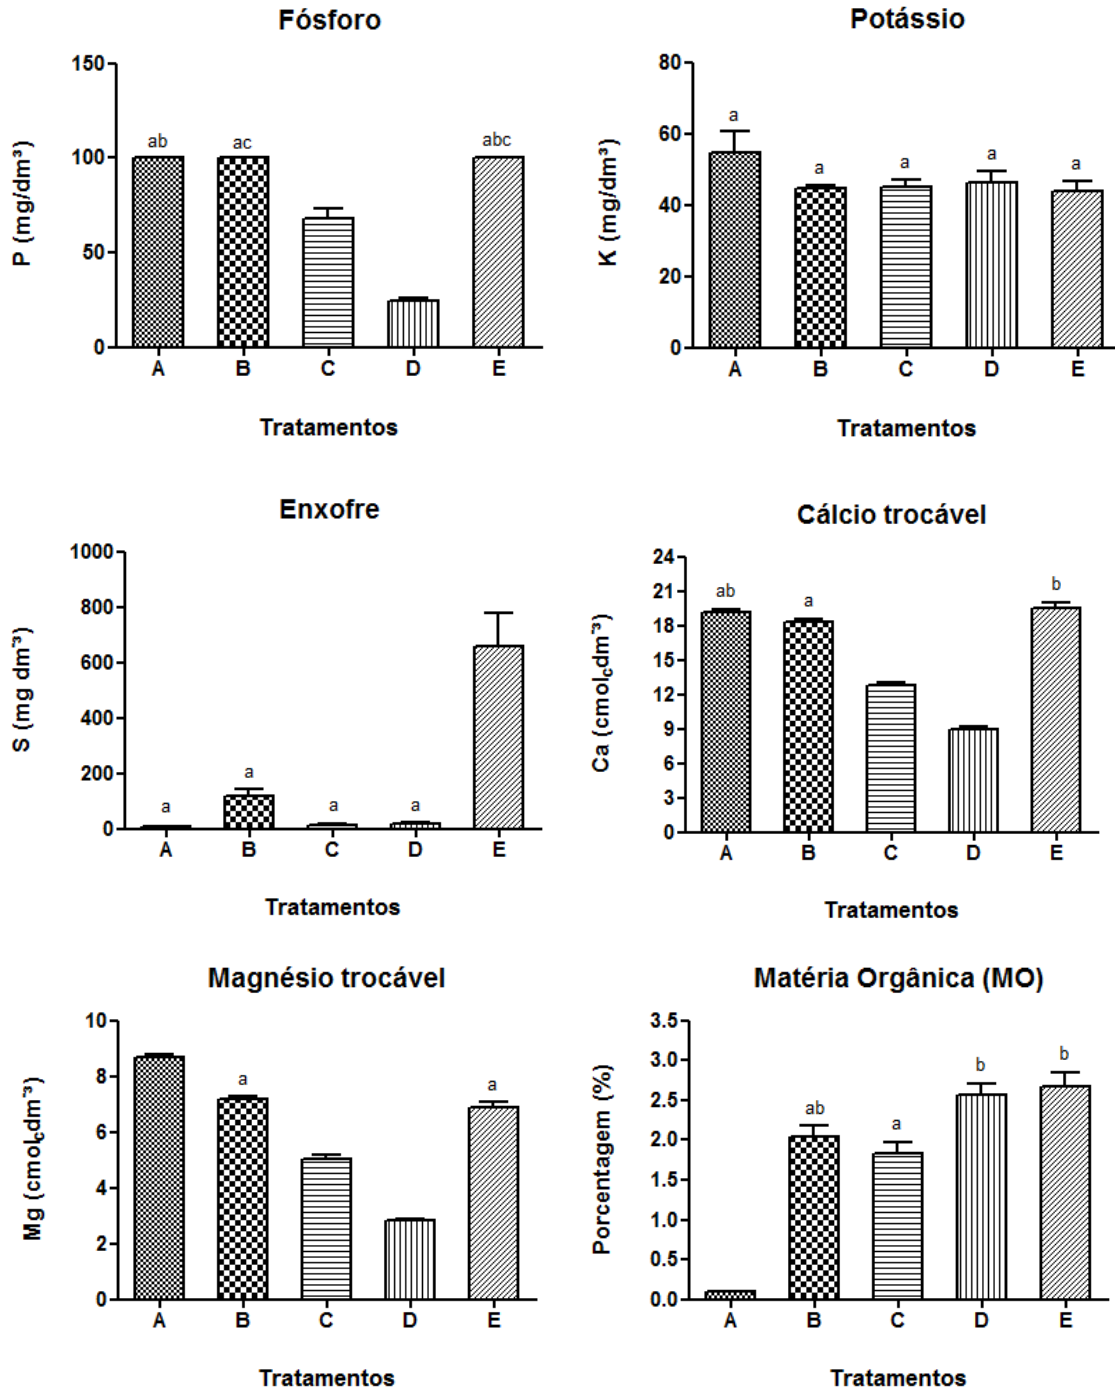 Fósforo
150
100
50
0
P (mg/dm³)
ab
ac
abc
A B C D E
Tratamentos
Potássio
80
60
40
20
0
K (mg/dm³)
a
a
a
a
a
A B C D E
Tratamentos
Enxofre
1000
800
600
400
200
0
S (mg dm⁻³)
a
a
a
a
A B C D E
Tratamentos
Cálcio trocável
24
21
18
15
12
9
6
3
0
Ca (cmolcdm⁻³)
ab
a
b
A B C D E
Tratamentos
Magnésio trocável
10
8
6
4
2
0
Mg (cmolcdm⁻³)
a
a
A B C D E
Tratamentos
Matéria Orgânica (MO)
3.5
3.0
2.5
2.0
1.5
1.0
0.5
0.0
Porcentagem (%)
ab
a
b
b
A B C D E
Tratamentos